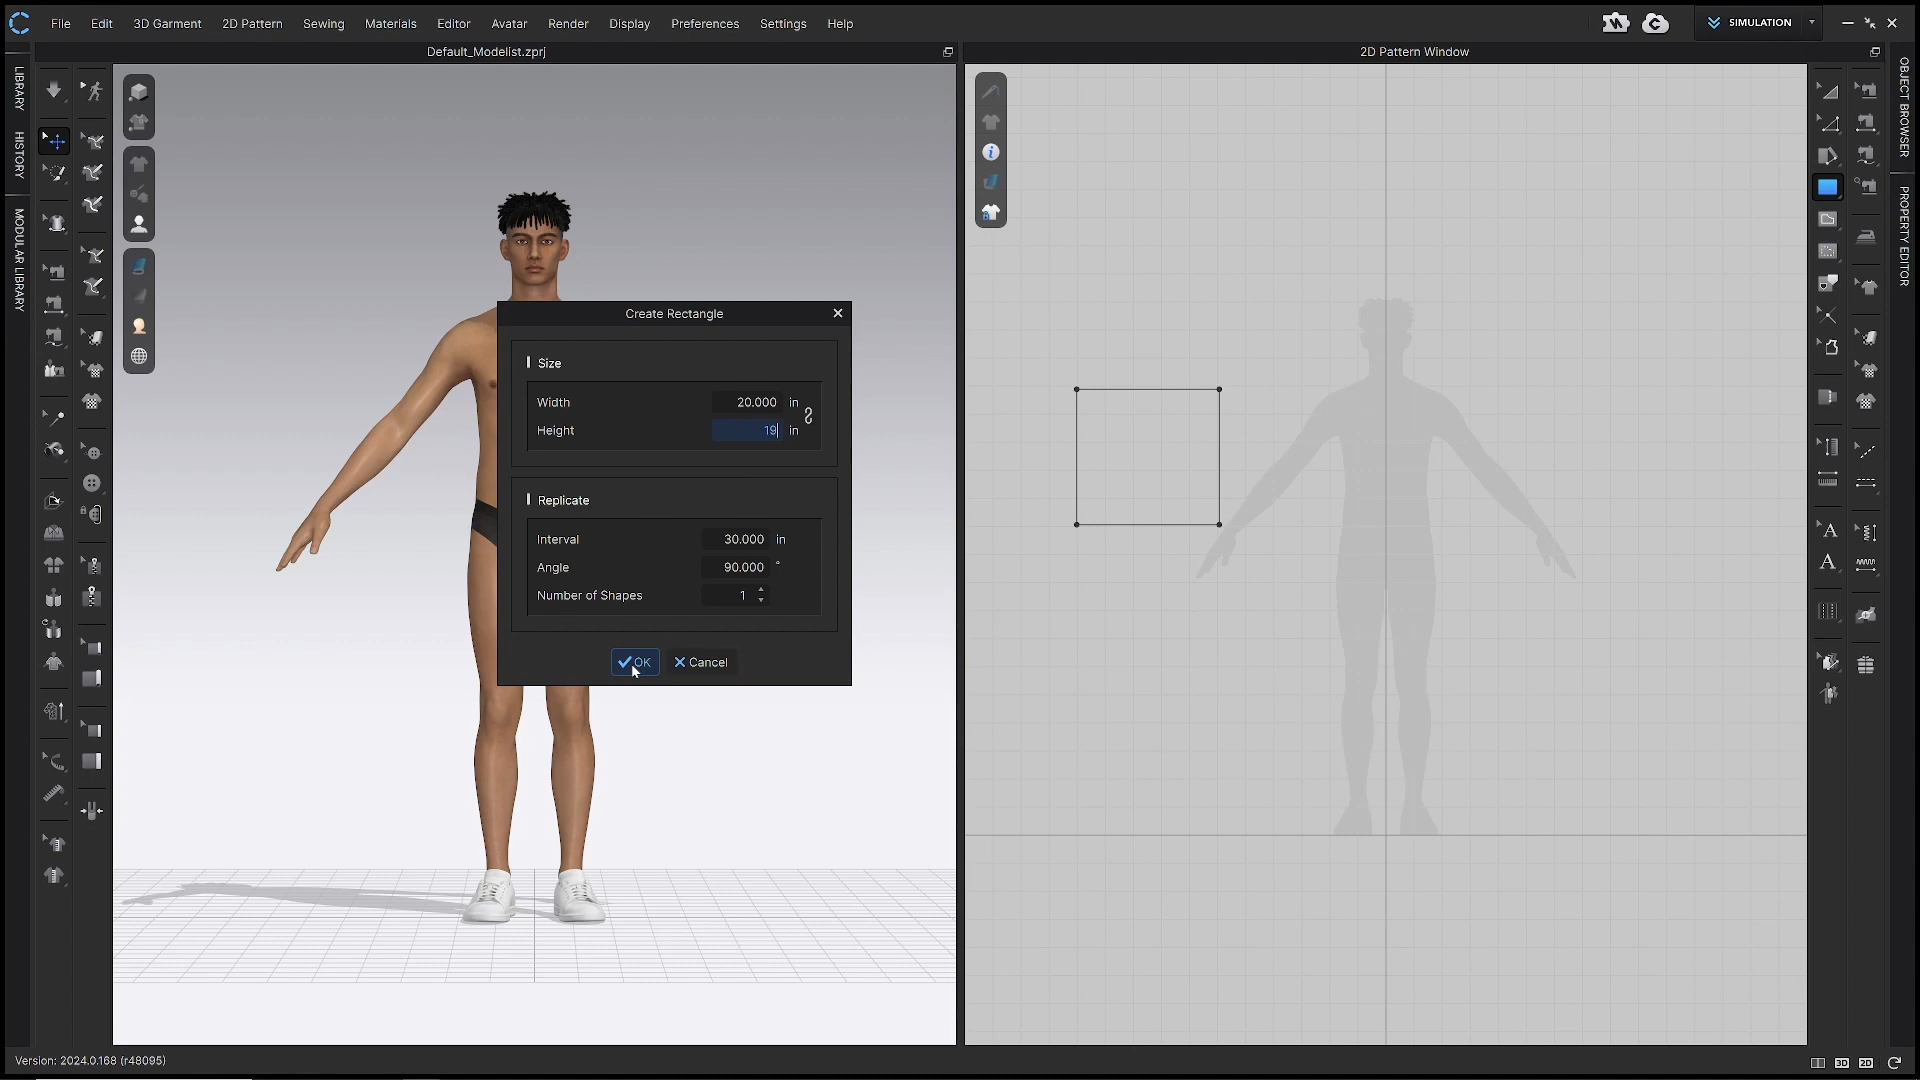 File Edit 3D Garment 2D Pattern Sewing Materials Editor Avatar Render Display Preferences Settings Help
SIMULATION
Default_Modelist.zprj
2D Pattern Window
LIBRARY
HISTORY
MODULAR LIBRARY
OBJECT BROWSER
PROPERTY EDITOR
Create Rectangle
Size
Width 20.000 in
Height 19 in
Replicate
Interval 30.000 in
Angle 90.000 °
Number of Shapes 1
OK Cancel
A
A
Version: 2024.0.168 (r48095)
3D 2D